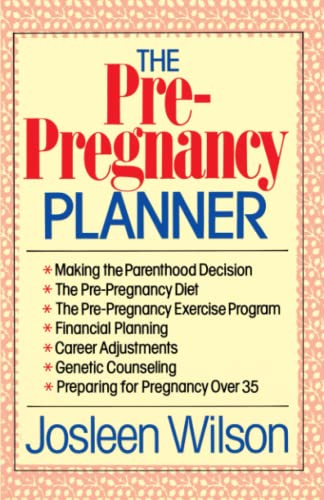 THE
Pre-
Pregnancy
PLANNER
* Making the Parenthood Decision
* The Pre-Pregnancy Diet
* The Pre-Pregnancy Exercise Program
* Financial Planning
* Career Adjustments
* Genetic Counseling
* Preparing for Pregnancy Over 35
Josleen Wilson